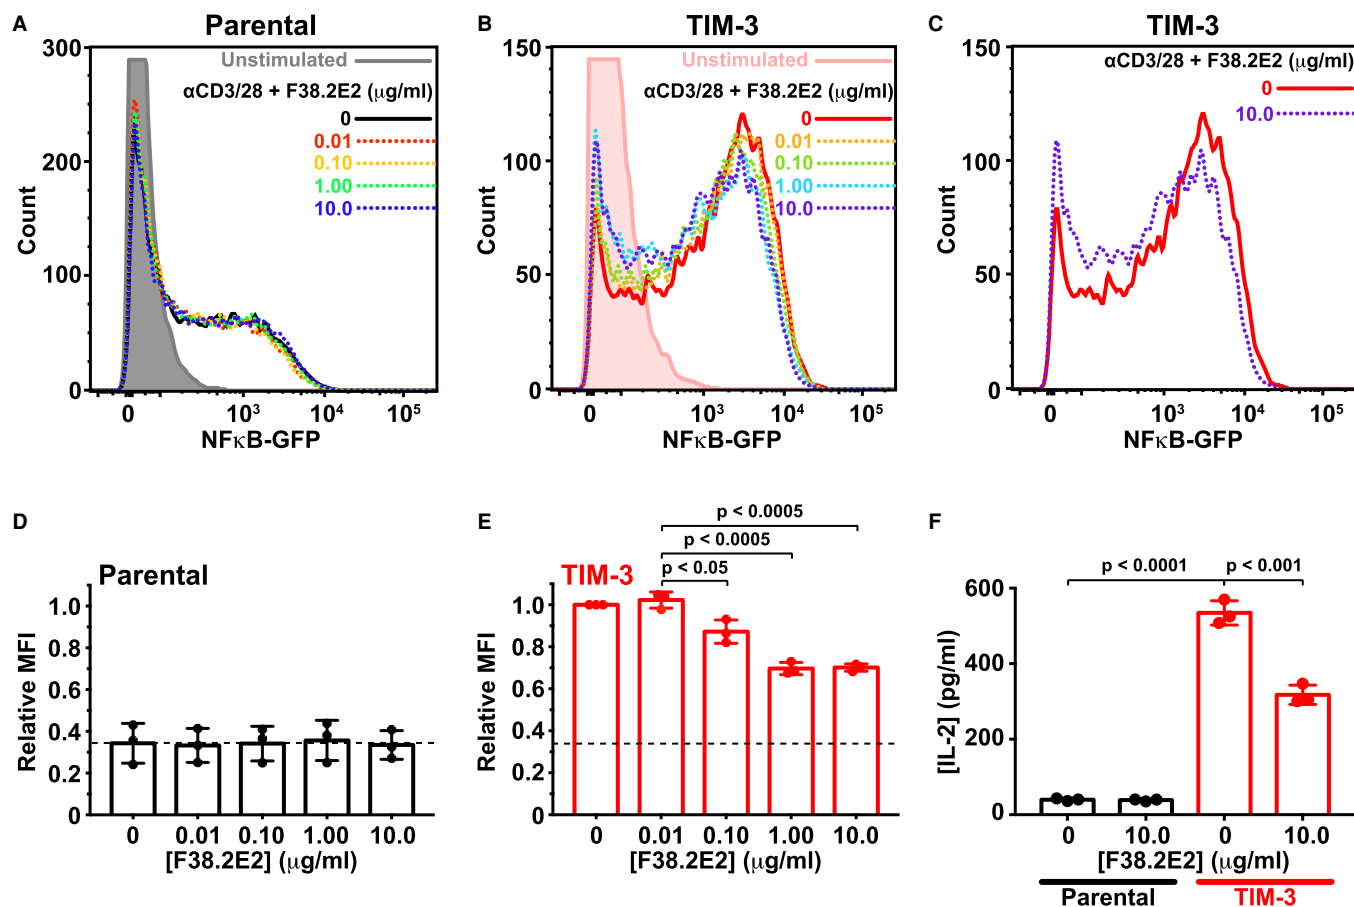 A
Parental
300
200
100
0
Count
Unstimulated
αCD3/28 + F38.2E2 (μg/ml)
0
0.01
0.10
1.00
10.0
0
10³
10⁴
10⁵
NFκB-GFP
B
TIM-3
150
100
50
0
Count
Unstimulated
αCD3/28 + F38.2E2 (μg/ml)
0
0.01
0.10
1.00
10.0
0
10³
10⁴
10⁵
NFκB-GFP
C
TIM-3
150
100
50
0
Count
αCD3/28 + F38.2E2 (μg/ml)
0
10.0
0
10³
10⁴
10⁵
NFκB-GFP
D
Parental
1.0
0.8
0.6
0.4
0.2
0
Relative MFI
0
0.01
0.10
1.00
10.0
[F38.2E2] (μg/ml)
E
p < 0.0005
p < 0.0005
p < 0.05
TIM-3
1.0
0.8
0.6
0.4
0.2
0
Relative MFI
0
0.01
0.10
1.00
10.0
[F38.2E2] (μg/ml)
F
p < 0.0001
p < 0.001
600
400
200
0
[IL-2] (pg/ml)
0
10.0
0
10.0
[F38.2E2] (μg/ml)
Parental
TIM-3